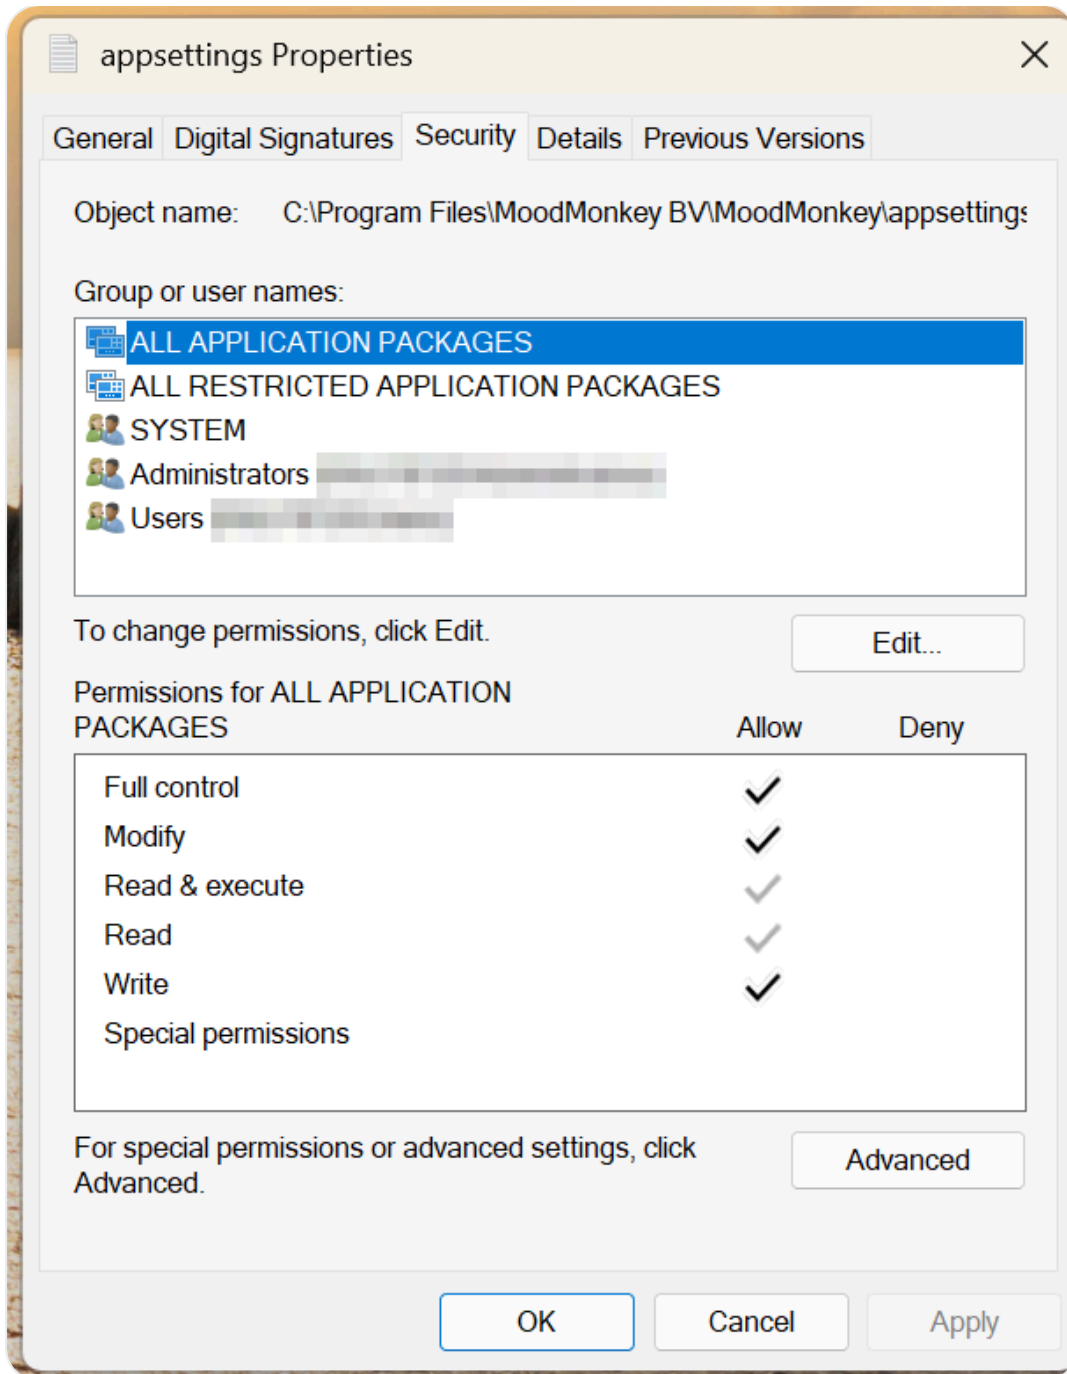 appsettings Properties
General Digital Signatures Security Details Previous Versions
Object name: C:\Program Files\MoodMonkey BV\MoodMonkey\appsettings
Group or user names:
ALL APPLICATION PACKAGES
ALL RESTRICTED APPLICATION PACKAGES
SYSTEM
Administrators
Users
To change permissions, click Edit.
Edit...
Permissions for ALL APPLICATION
PACKAGES Allow Deny
Full control
Modify
Read & execute
Read
Write
Special permissions
For special permissions or advanced settings, click
Advanced.
Advanced
OK Cancel Apply